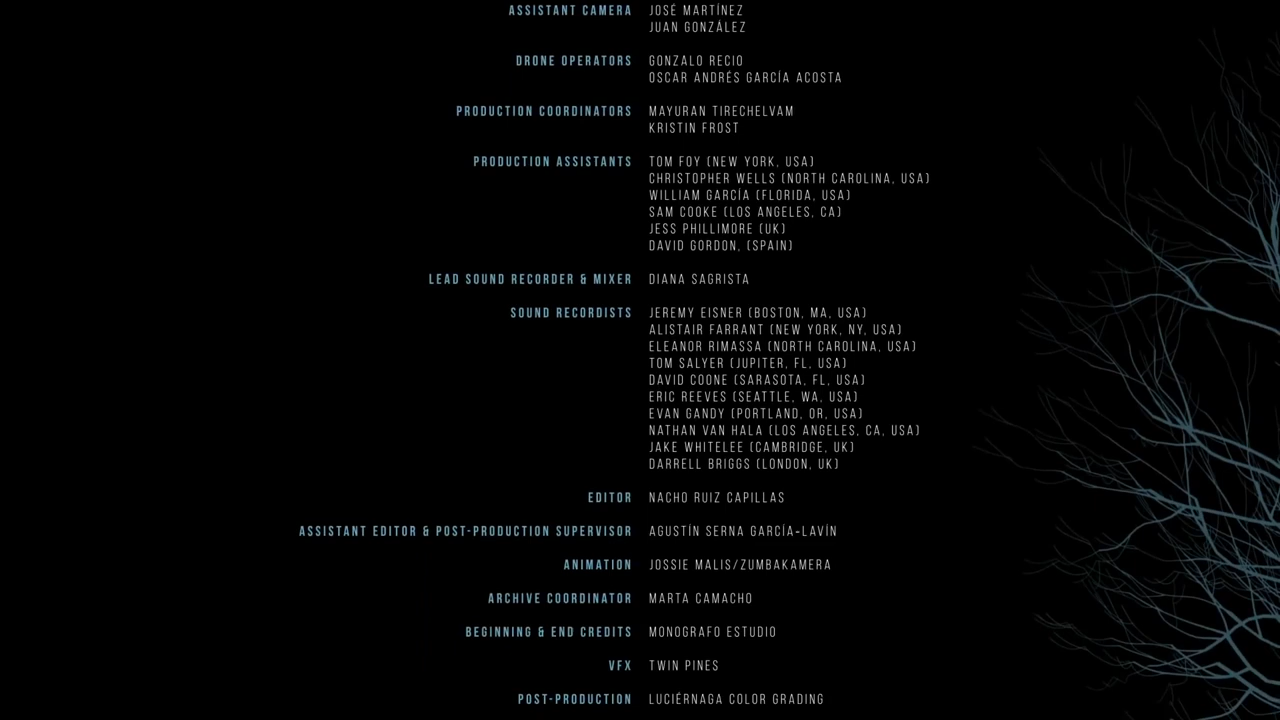 ASSISTANT CAMERA JOSÉ MARTÍNEZ
JUAN GONZÁLEZ
DRONE OPERATORS GONZALO RECIO
OSCAR ANDRÉS GARCÍA ACOSTA
PRODUCTION COORDINATORS MAYURAN TIRECHELVAM
KRISTIN FROST
PRODUCTION ASSISTANTS TOM FOY (NEW YORK, USA)
CHRISTOPHER WELLS (NORTH CAROLINA, USA)
WILLIAM GARCÍA (FLORIDA, USA)
SAM COOKE (LOS ANGELES, CA)
JESS PHILLIMORE (UK)
DAVID GORDON, (SPAIN)
LEAD SOUND RECORDER & MIXER DIANA SAGRISTA
SOUND RECORDISTS JEREMY EISNER (BOSTON, MA, USA)
ALISTAIR FARRANT (NEW YORK, NY, USA)
ELEANOR RIMASSA (NORTH CAROLINA, USA)
TOM SALYER (JUPITER, FL, USA)
DAVID COONE (SARASOTA, FL, USA)
ERIC REEVES (SEATTLE, WA, USA)
EVAN GANDY (PORTLAND, OR, USA)
NATHAN VAN HALA (LOS ANGELES, CA, USA)
JAKE WHITELEE (CAMBRIDGE, UK)
DARRELL BRIGGS (LONDON, UK)
EDITOR NACHO RUIZ CAPILLAS
ASSISTANT EDITOR & POST-PRODUCTION SUPERVISOR AGUSTÍN SERNA GARCÍA-LAVÍN
ANIMATION JOSSIE MALIS/ZUMBAKAMERA
ARCHIVE COORDINATOR MARTA CAMACHO
BEGINNING & END CREDITS MONOGRAFO ESTUDIO
VFX TWIN PINES
POST-PRODUCTION LUCIÉRNAGA COLOR GRADING